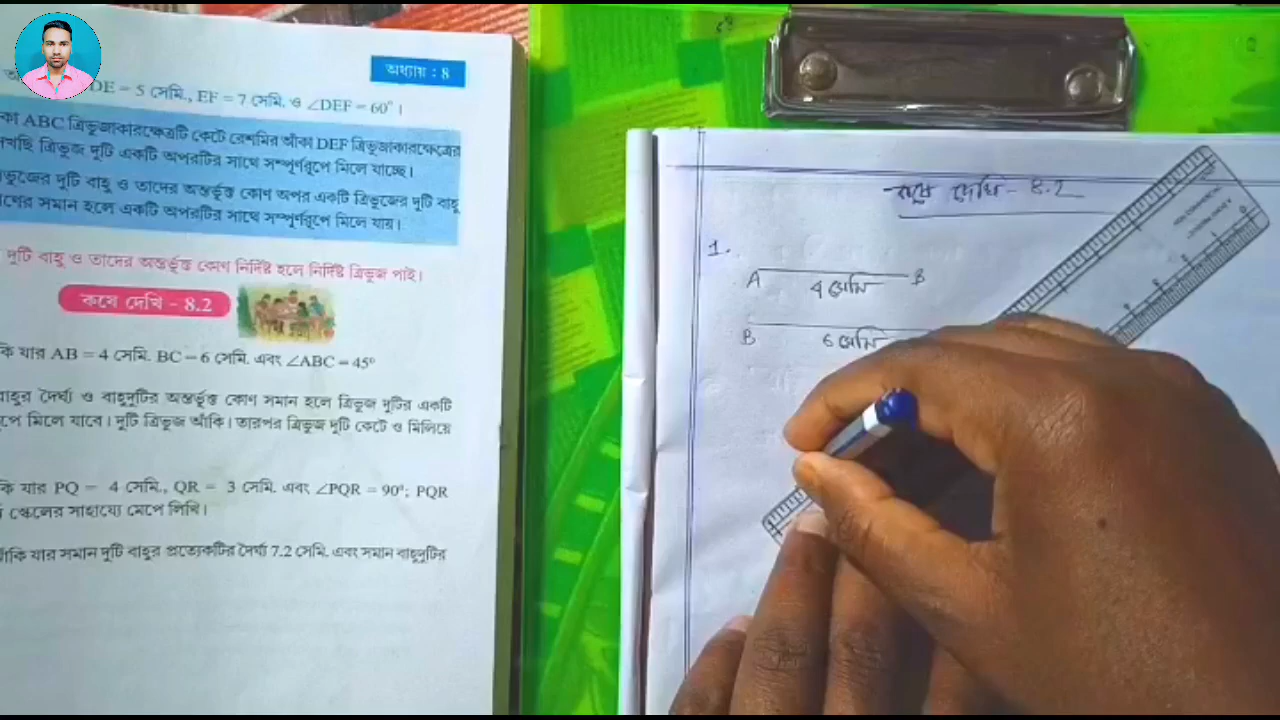 অধ্যায় : 8
DE = 5 সেমি., EF = 7 সেমি. ও ∠DEF = 60° ।
ABC ত্রিভুজাকারক্ষেত্রটি কেটে রেশমির আঁকা DEF ত্রিভুজাকারক্ষেত্রের
ত্রিভুজ দুটি একটি অপরটির সাথে সম্পূর্ণরূপে মিলে যাচ্ছে।
দুটি বাহু ও তাদের অন্তর্ভুক্ত কোণ অপর একটি ত্রিভুজের দুটি বাহু
সমান হলে একটি অপরটির সাথে সম্পূর্ণরূপে মিলে যায়।
দুটি বাহু ও তাদের অন্তর্ভুক্ত কোণ নির্দিষ্ট হলে নির্দিষ্ট ত্রিভুজ পাই।
কষে দেখি - 8.2
যার AB = 4 সেমি. BC = 6 সেমি. এবং ∠ABC = 45°
দৈর্ঘ্য ও বাহুদুটির অন্তর্ভুক্ত কোণ সমান হলে ত্রিভুজ দুটির একটি
মিলে যাবে। দুটি ত্রিভুজ আঁকি। তারপর ত্রিভুজ দুটি কেটে ও মিলিয়ে
যার PQ = 4 সেমি., QR = 3 সেমি. এবং ∠PQR = 90°; PQR
স্কেলের সাহায্যে মেপে লিখি।
যার সমান দুটি বাহুর প্রত্যেকটির দৈর্ঘ্য 7.2 সেমি. এবং সমান বাহুদুটির
কষে দেখি - 8.2
1.
A 4 সেমি B
B 6 সেমি